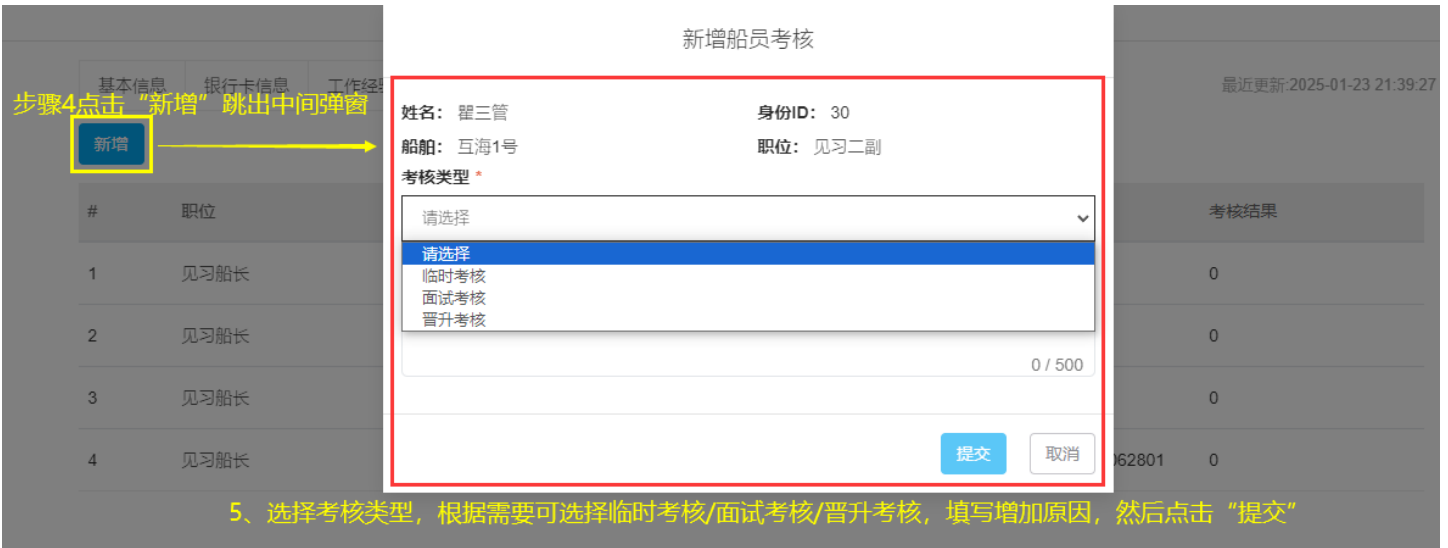 新增船员考核
基本信息 银行卡信息 工作经
最近更新:2025-01-23 21:39:27
步骤4点击“新增”跳出中间弹窗
新增
姓名： 瞿三管 身份ID： 30
船舶： 互海1号 职位： 见习二副
考核类型 *
请选择
请选择
临时考核
面试考核
晋升考核
0 / 500
提交 取消
# 职位 考核结果
1 见习船长 0
2 见习船长 0
3 见习船长 0
4 见习船长 062801 0
5、选择考核类型，根据需要可选择临时考核/面试考核/晋升考核，填写增加原因，然后点击“提交”